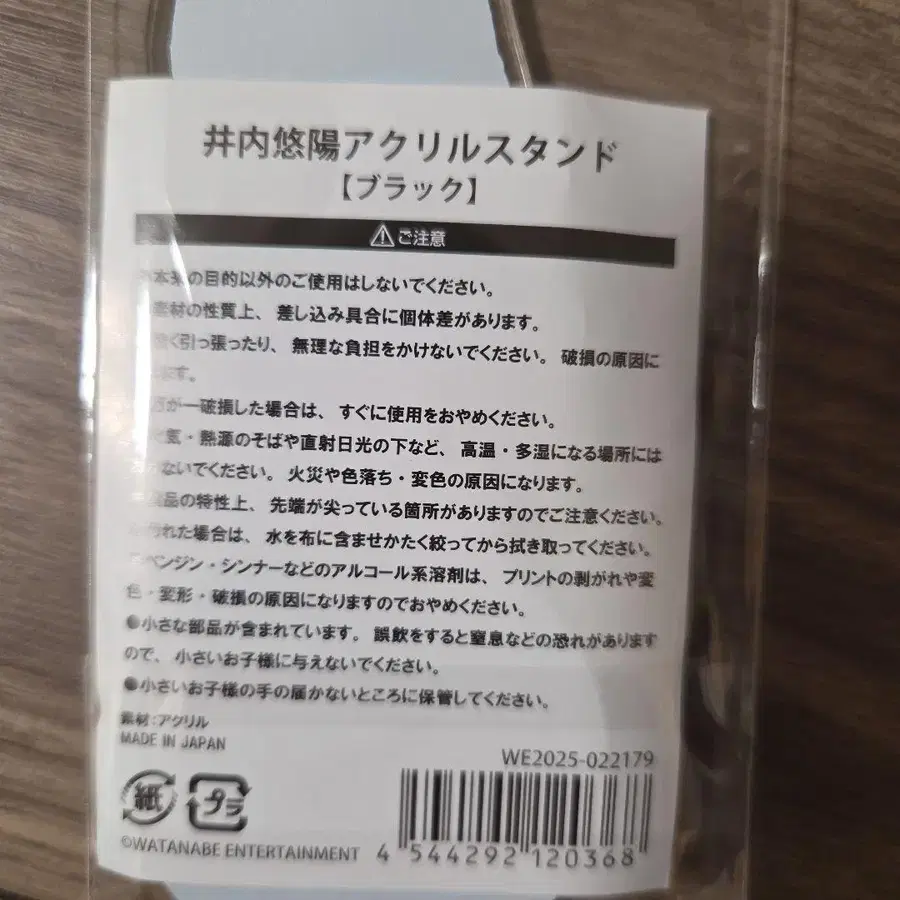 井内悠陽アクリルスタンド
【ブラック】
⚠ご注意
本来の目的以外のご使用はしないでください。
素材の性質上、差し込み具合に個体差があります。
引っ張ったり、無理な負担をかけないでください。破損の原因に
ます。
が一破損した場合は、すぐに使用をおやめください。
火気・熱源のそばや直射日光の下など、高温・多湿になる場所には
ないでください。火災や色落ち・変色の原因になります。
品の特性上、先端が尖っている箇所がありますのでご注意ください。
汚れた場合は、水を布に含ませかたく絞ってから拭き取ってください。
ベンジン・シンナーなどのアルコール系溶剤は、プリントの剥がれや変
色・変形・破損の原因になりますのでおやめください。
●小さな部品が含まれています。誤飲をすると窒息などの恐れがあります
ので、小さいお子様に与えないでください。
●小さいお子様の手の届かないところに保管してください。
素材：アクリル
MADE IN JAPAN
WE2025-022179
紙 プラ
©WATANABE ENTERTAINMENT
4 544292 120368